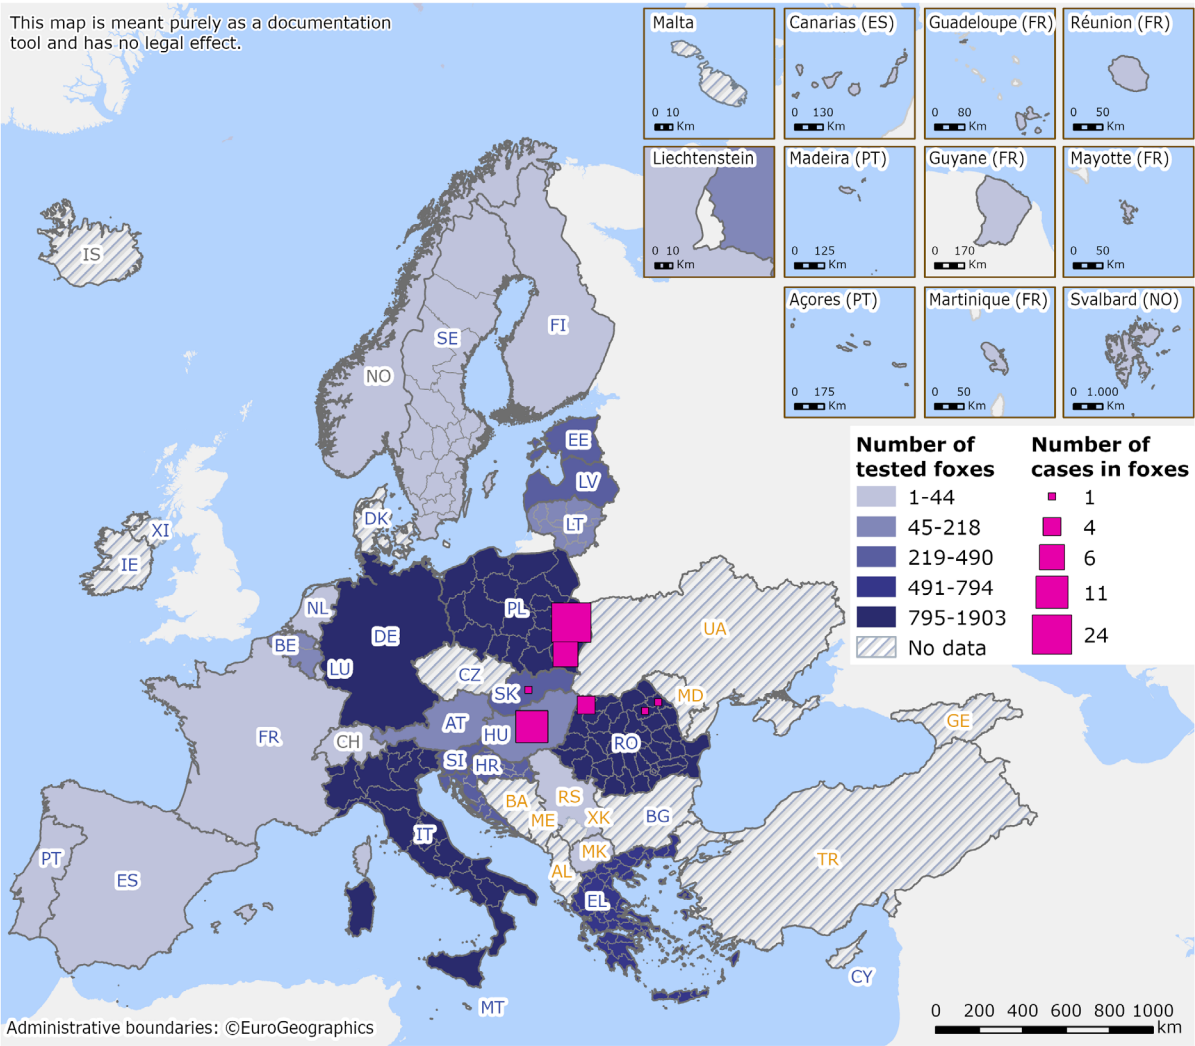 This map is meant purely as a documentation
tool and has no legal effect.
Malta
0 10
Km
Canarias (ES)
0 130
Km
Guadeloupe (FR)
0 80
Km
Réunion (FR)
0 50
Km
Liechtenstein
0 10
Km
Madeira (PT)
0 125
Km
Guyane (FR)
0 170
Km
Mayotte (FR)
0 50
Km
Açores (PT)
0 175
Km
Martinique (FR)
0 50
Km
Svalbard (NO)
0 1.000
Km
IS
FI
SE
NO
EE
LV
LT
DK
XI
IE
NL
PL
DE
BE
LU
UA
CZ
SK
MD
AT
HU
FR
CH
RO
GE
SI
HR
BA
RS
ME
XK
BG
IT
MK
PT
ES
AL
TR
EL
CY
MT
Number of
tested foxes
1-44
45-218
219-490
491-794
795-1903
No data
Number of
cases in foxes
1
4
6
11
24
Administrative boundaries: ©EuroGeographics
0 200 400 600 800 1000
km